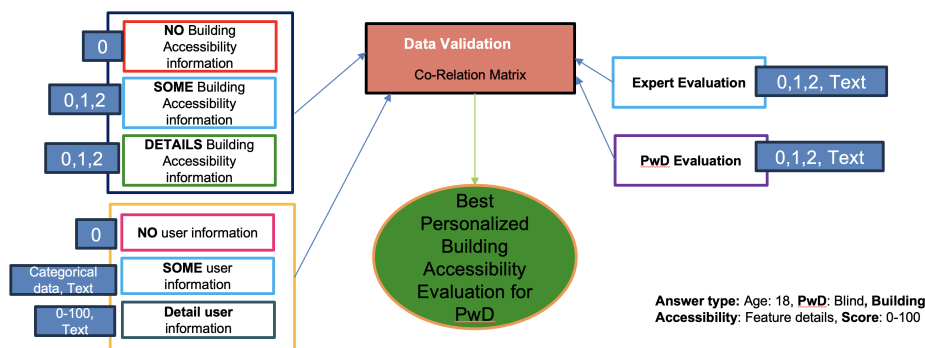 0
NO Building
Accessibility
information
0,1,2
SOME Building
Accessibility
information
0,1,2
DETAILS Building
Accessibility
information
0
NO user information
Categorical
data, Text
SOME user
information
0-100,
Text
Detail user
information
Data Validation
Co-Relation Matrix
Best
Personalized
Building
Accessibility
Evaluation for
PwD
Expert Evaluation
0,1,2, Text
PwD Evaluation
0,1,2, Text
Answer type: Age: 18, PwD: Blind, Building
Accessibility: Feature details, Score: 0-100